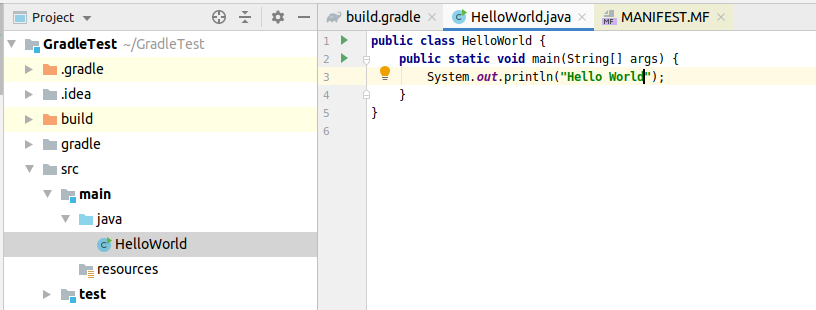 Project
GradleTest ~/GradleTest
.gradle
.idea
build
gradle
src
main
java
HelloWorld
resources
test
build.gradle
HelloWorld.java
MANIFEST.MF
1 public class HelloWorld {
2 public static void main(String[] args) {
3 System.out.println("Hello World");
4 }
5 }
6